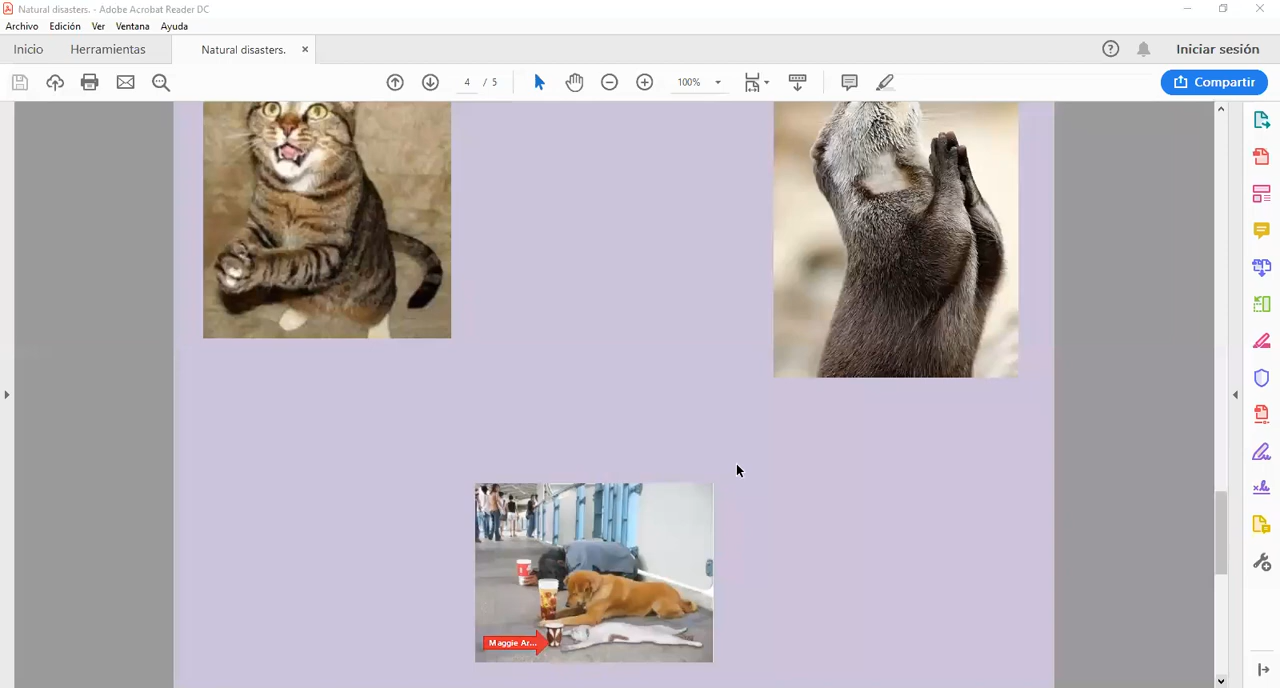 Natural disasters. - Adobe Acrobat Reader DC
Archivo Edición Ver Ventana Ayuda
Inicio Herramientas Natural disasters. × Iniciar sesión
4 / 5 100% Compartir
Maggie Ar...